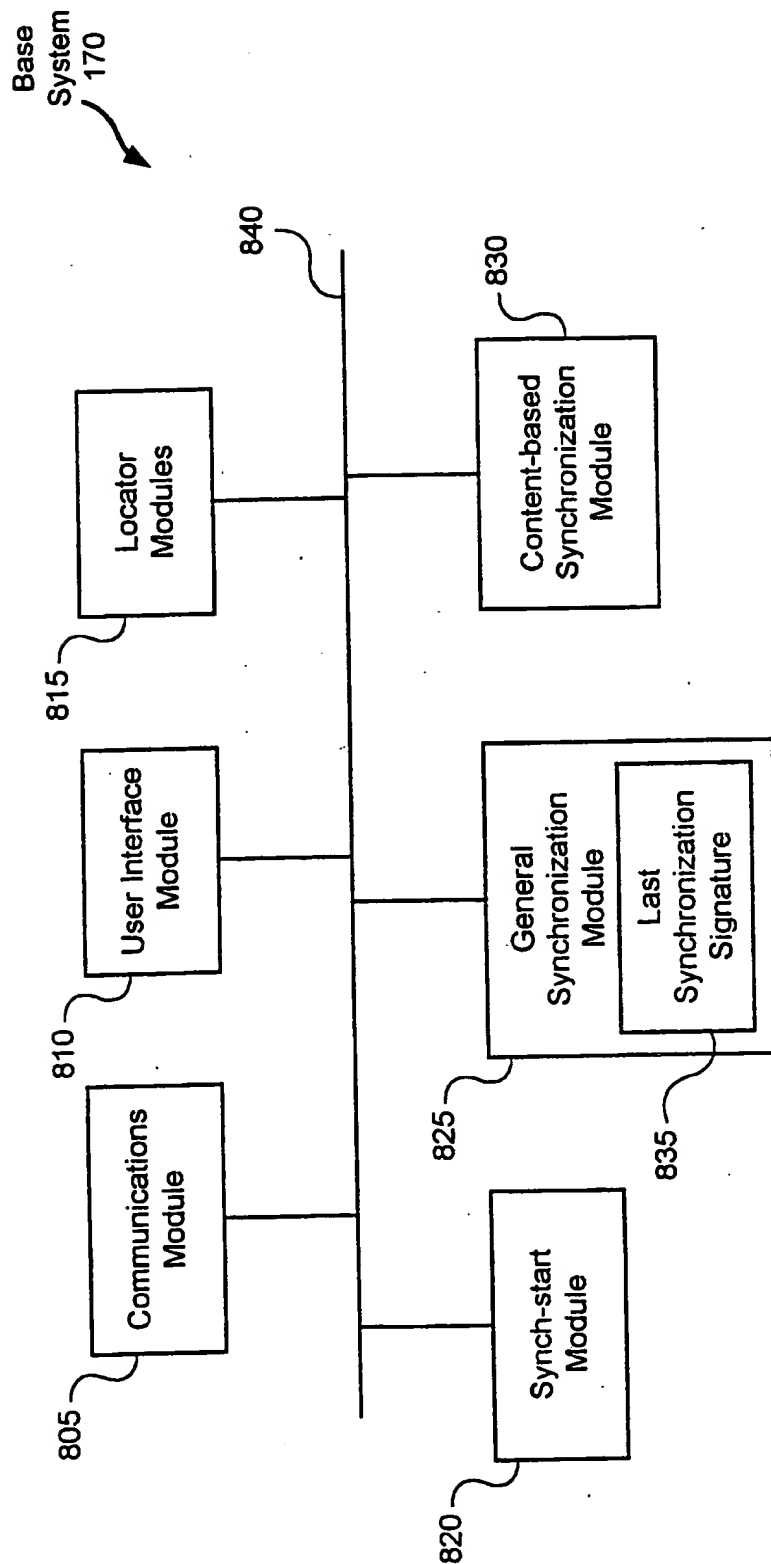 Base
System
170
805
Communications
Module
810
User Interface
Module
815
Locator
Modules
840
820
Synch-start
Module
825
General
Synchronization
Module
835
Last
Synchronization
Signature
830
Content-based
Synchronization
Module